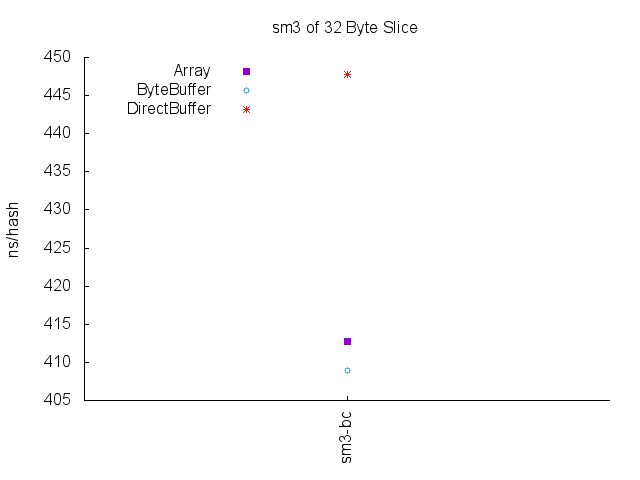 sm3 of 32 Byte Slice
450
445
440
435
430
425
420
415
410
405
ns/hash
Array
ByteBuffer
DirectBuffer
sm3-bc